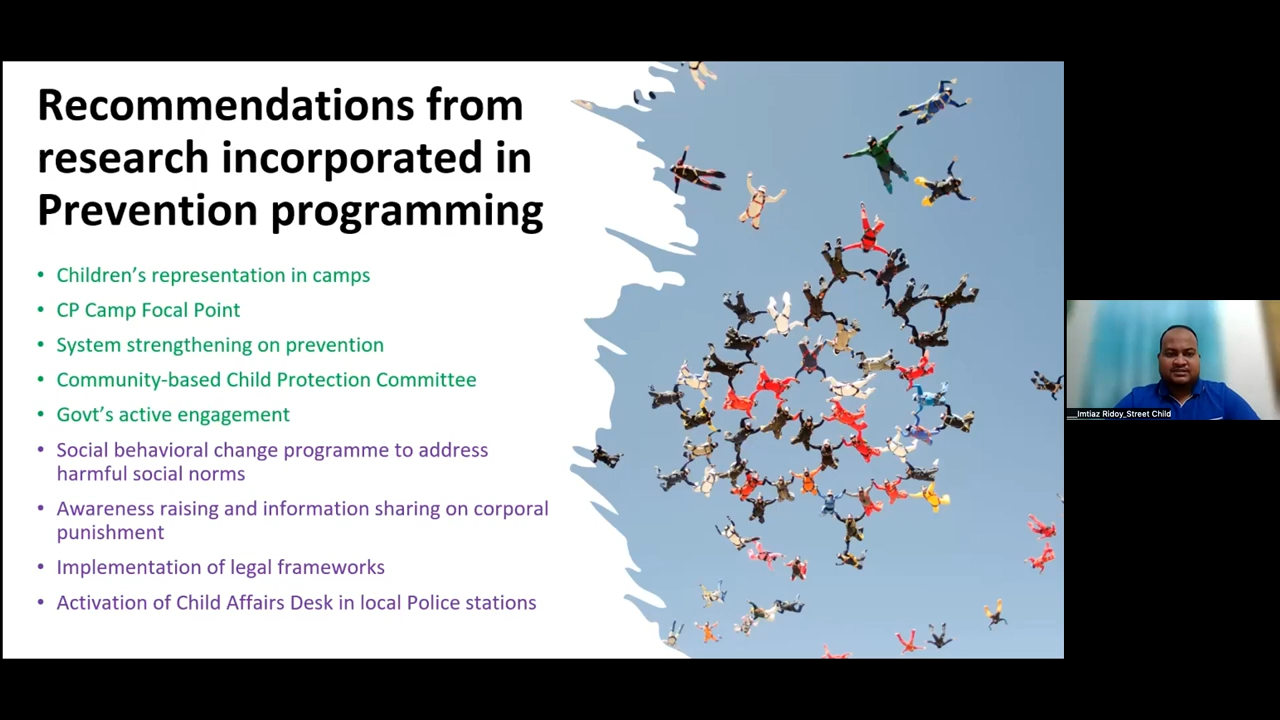 Recommendations from
research incorporated in
Prevention programming
• Children’s representation in camps
• CP Camp Focal Point
• System strengthening on prevention
• Community-based Child Protection Committee
• Govt’s active engagement
• Social behavioral change programme to address
harmful social norms
• Awareness raising and information sharing on corporal
punishment
• Implementation of legal frameworks
• Activation of Child Affairs Desk in local Police stations
__Imtiaz Ridoy_Street Child